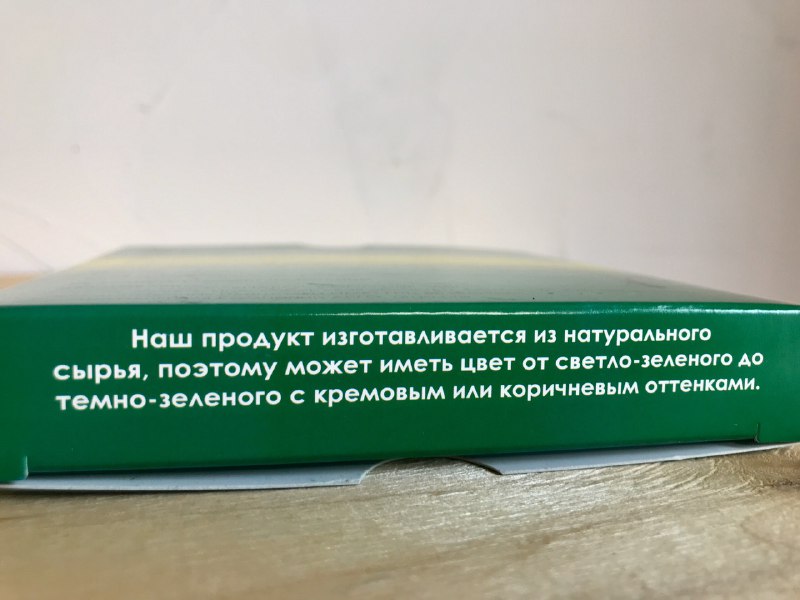 Наш продукт изготавливается из натурального
сырья, поэтому может иметь цвет от светло-зеленого до
темно-зеленого с кремовым или коричневым оттенками.